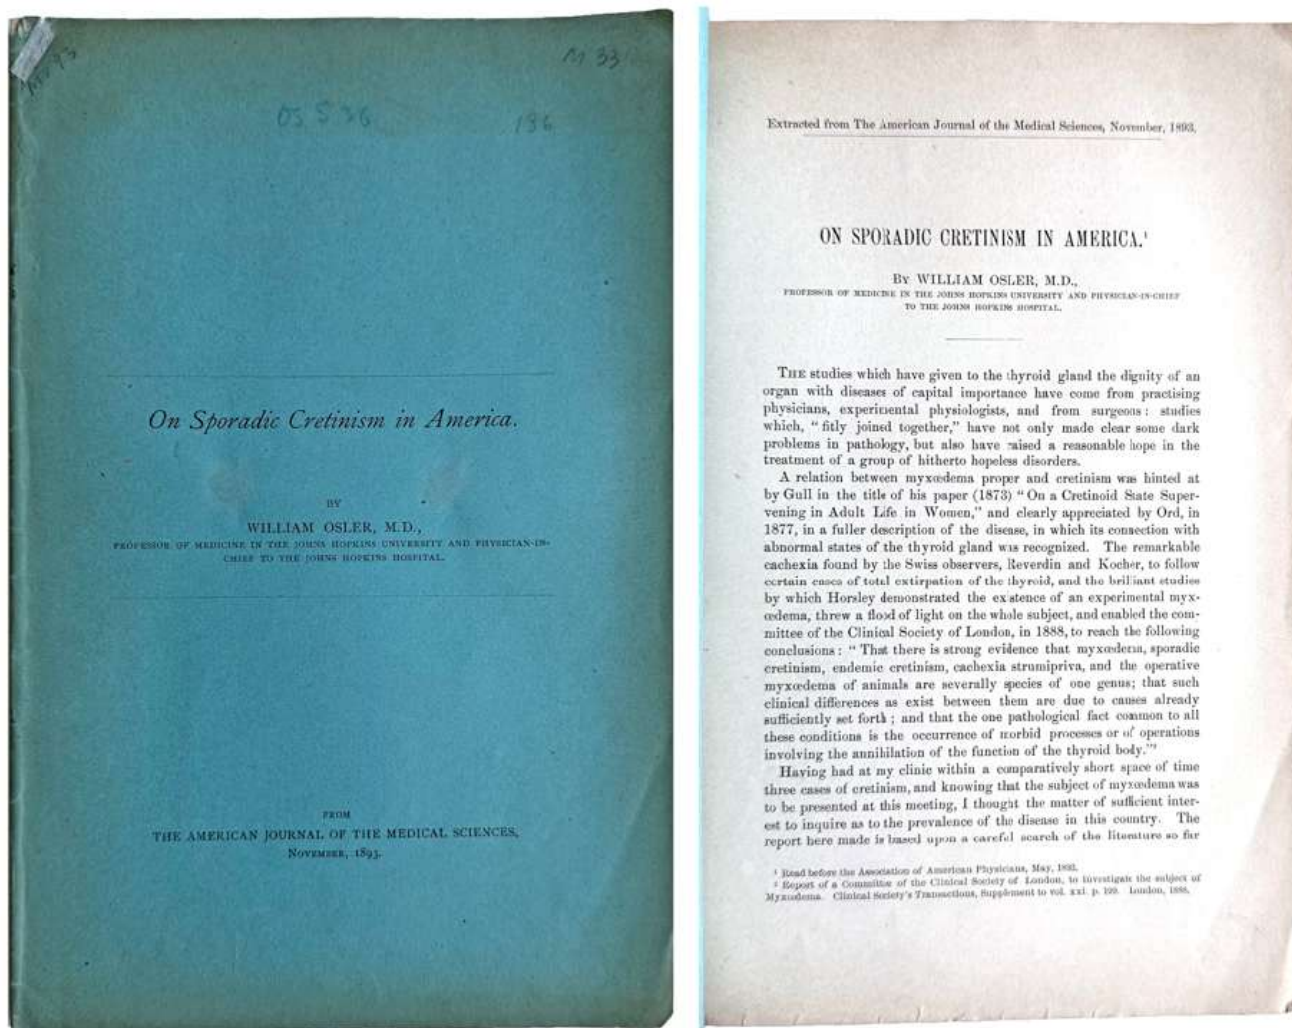 M 33
OS 536
136
On Sporadic Cretinism in America.
BY
WILLIAM OSLER, M.D.,
PROFESSOR OF MEDICINE IN THE JOHNS HOPKINS UNIVERSITY AND PHYSICIAN-IN-
CHIEF TO THE JOHNS HOPKINS HOSPITAL.
FROM
THE AMERICAN JOURNAL OF THE MEDICAL SCIENCES,
NOVEMBER, 1893.
Extracted from The American Journal of the Medical Sciences, November, 1893.
ON SPORADIC CRETINISM IN AMERICA.¹
BY WILLIAM OSLER, M.D.,
PROFESSOR OF MEDICINE IN THE JOHNS HOPKINS UNIVERSITY AND PHYSICIAN-IN-CHIEF
TO THE JOHNS HOPKINS HOSPITAL.
THE studies which have given to the thyroid gland the dignity of an
organ with diseases of capital importance have come from practising
physicians, experimental physiologists, and from surgeons: studies
which, "fitly joined together," have not only made clear some dark
problems in pathology, but also have raised a reasonable hope in the
treatment of a group of hitherto hopeless disorders.
A relation between myxœdema proper and cretinism was hinted at
by Gull in the title of his paper (1873) "On a Cretinoid State Super-
vening in Adult Life in Women," and clearly appreciated by Ord, in
1877, in a fuller description of the disease, in which its connection with
abnormal states of the thyroid gland was recognized. The remarkable
cachexia found by the Swiss observers, Reverdin and Kocher, to follow
certain cases of total extirpation of the thyroid, and the brilliant studies
by which Horsley demonstrated the existence of an experimental myx-
œdema, threw a flood of light on the whole subject, and enabled the com-
mittee of the Clinical Society of London, in 1888, to reach the following
conclusions: "That there is strong evidence that myxœdema, sporadic
cretinism, endemic cretinism, cachexia strumipriva, and the operative
myxœdema of animals are severally species of one genus; that such
clinical differences as exist between them are due to causes already
sufficiently set forth; and that the one pathological fact common to all
these conditions is the occurrence of morbid processes or of operations
involving the annihilation of the function of the thyroid body."²
Having had at my clinic within a comparatively short space of time
three cases of cretinism, and knowing that the subject of myxœdema was
to be presented at this meeting, I thought the matter of sufficient inter-
est to inquire as to the prevalence of the disease in this country. The
report here made is based upon a careful search of the literature so far
¹ Read before the Association of American Physicians, May, 1893.
² Report of a Committee of the Clinical Society of London, to investigate the subject of
Myxœdema. Clinical Society's Transactions, Supplement to vol. xxi. p. 199. London, 1888.